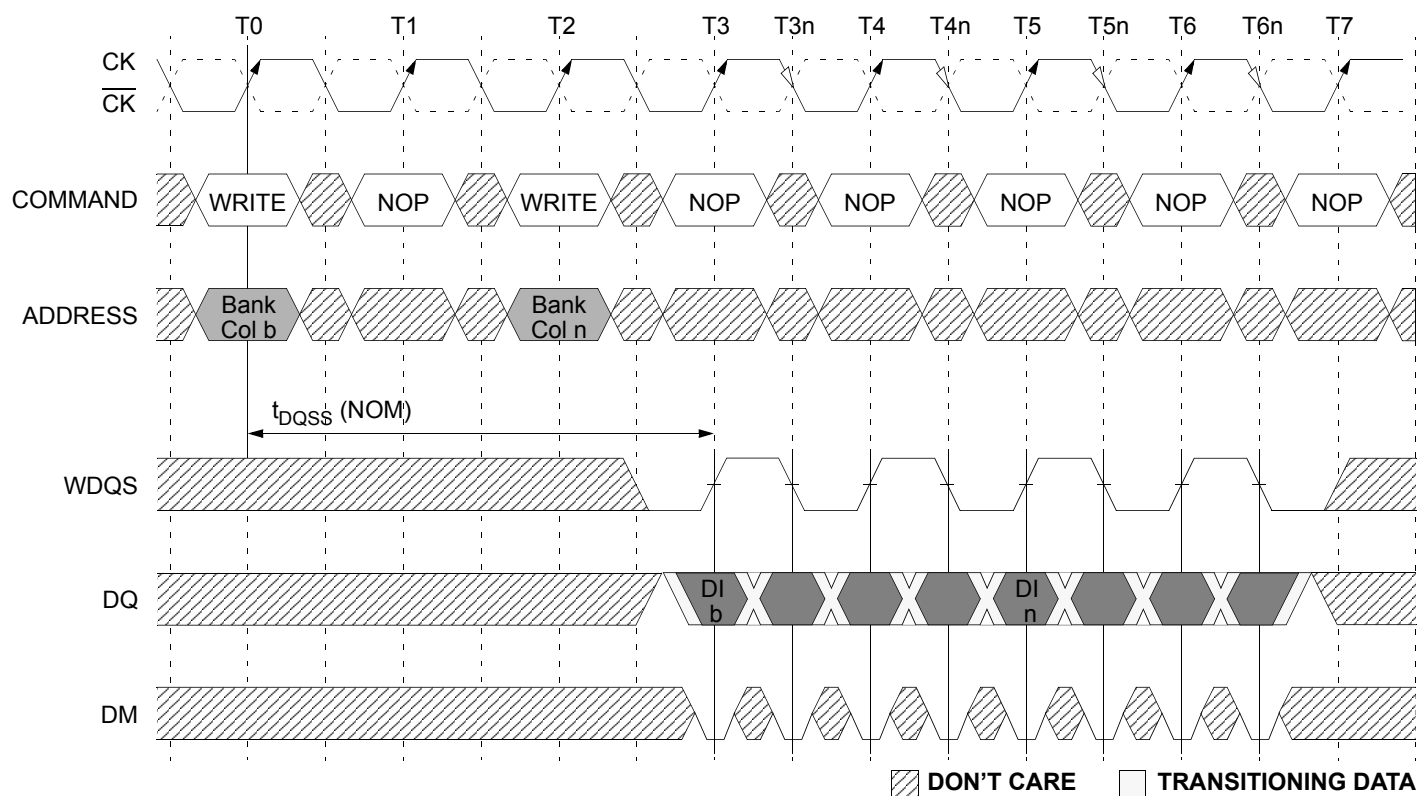 T0 T1 T2 T3 T3n T4 T4n T5 T5n T6 T6n T7
CK
CK
COMMAND WRITE NOP WRITE NOP NOP NOP NOP NOP
ADDRESS Bank Col b Bank Col n
tDQSS (NOM)
WDQS
DQ DI b DI n
DM
DON'T CARE TRANSITIONING DATA